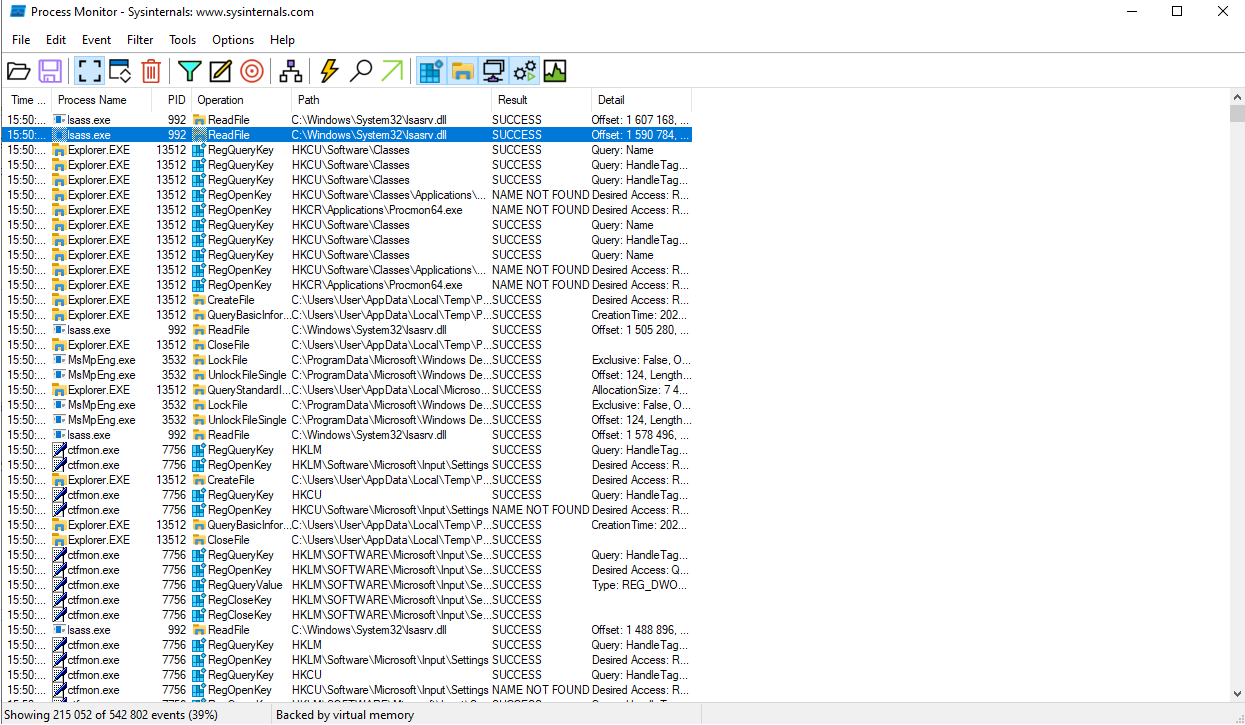 Process Monitor - Sysinternals: www.sysinternals.com
File Edit Event Filter Tools Options Help
Time ... Process Name PID Operation Path Result Detail
15:50:... lsass.exe 992 ReadFile C:\Windows\System32\lsasrv.dll SUCCESS Offset: 1 607 168, ...
15:50:... lsass.exe 992 ReadFile C:\Windows\System32\lsasrv.dll SUCCESS Offset: 1 590 784, ...
15:50:... Explorer.EXE 13512 RegQueryKey HKCU\Software\Classes SUCCESS Query: Name
15:50:... Explorer.EXE 13512 RegQueryKey HKCU\Software\Classes SUCCESS Query: HandleTag...
15:50:... Explorer.EXE 13512 RegQueryKey HKCU\Software\Classes SUCCESS Query: HandleTag...
15:50:... Explorer.EXE 13512 RegOpenKey HKCU\Software\Classes\Applications\... NAME NOT FOUND Desired Access: R...
15:50:... Explorer.EXE 13512 RegOpenKey HKCR\Applications\Procmon64.exe NAME NOT FOUND Desired Access: R...
15:50:... Explorer.EXE 13512 RegQueryKey HKCU\Software\Classes SUCCESS Query: Name
15:50:... Explorer.EXE 13512 RegQueryKey HKCU\Software\Classes SUCCESS Query: HandleTag...
15:50:... Explorer.EXE 13512 RegQueryKey HKCU\Software\Classes SUCCESS Query: Name
15:50:... Explorer.EXE 13512 RegOpenKey HKCU\Software\Classes\Applications\... NAME NOT FOUND Desired Access: R...
15:50:... Explorer.EXE 13512 RegOpenKey HKCR\Applications\Procmon64.exe NAME NOT FOUND Desired Access: R...
15:50:... Explorer.EXE 13512 CreateFile C:\Users\User\AppData\Local\Temp\P... SUCCESS Desired Access: R...
15:50:... Explorer.EXE 13512 QueryBasicInfor... C:\Users\User\AppData\Local\Temp\P... SUCCESS CreationTime: 202...
15:50:... lsass.exe 992 ReadFile C:\Windows\System32\lsasrv.dll SUCCESS Offset: 1 505 280, ...
15:50:... Explorer.EXE 13512 CloseFile C:\Users\User\AppData\Local\Temp\P... SUCCESS
15:50:... MsMpEng.exe 3532 LockFile C:\ProgramData\Microsoft\Windows De... SUCCESS Exclusive: False, O...
15:50:... MsMpEng.exe 3532 UnlockFileSingle C:\ProgramData\Microsoft\Windows De... SUCCESS Offset: 124, Length...
15:50:... Explorer.EXE 13512 QueryStandardI... C:\Users\User\AppData\Local\Microso... SUCCESS AllocationSize: 7 4...
15:50:... MsMpEng.exe 3532 LockFile C:\ProgramData\Microsoft\Windows De... SUCCESS Exclusive: False, O...
15:50:... MsMpEng.exe 3532 UnlockFileSingle C:\ProgramData\Microsoft\Windows De... SUCCESS Offset: 124, Length...
15:50:... lsass.exe 992 ReadFile C:\Windows\System32\lsasrv.dll SUCCESS Offset: 1 578 496, ...
15:50:... ctfmon.exe 7756 RegQueryKey HKLM SUCCESS Query: HandleTag...
15:50:... ctfmon.exe 7756 RegOpenKey HKLM\Software\Microsoft\Input\Settings SUCCESS Desired Access: R...
15:50:... Explorer.EXE 13512 CreateFile C:\Users\User\AppData\Local\Temp\P... SUCCESS Desired Access: R...
15:50:... ctfmon.exe 7756 RegQueryKey HKCU SUCCESS Query: HandleTag...
15:50:... ctfmon.exe 7756 RegOpenKey HKCU\Software\Microsoft\Input\Settings NAME NOT FOUND Desired Access: R...
15:50:... Explorer.EXE 13512 QueryBasicInfor... C:\Users\User\AppData\Local\Temp\P... SUCCESS CreationTime: 202...
15:50:... Explorer.EXE 13512 CloseFile C:\Users\User\AppData\Local\Temp\P... SUCCESS
15:50:... ctfmon.exe 7756 RegQueryKey HKLM\SOFTWARE\Microsoft\Input\Se... SUCCESS Query: HandleTag...
15:50:... ctfmon.exe 7756 RegOpenKey HKLM\SOFTWARE\Microsoft\Input\Se... SUCCESS Desired Access: Q...
15:50:... ctfmon.exe 7756 RegQueryValue HKLM\SOFTWARE\Microsoft\Input\Se... SUCCESS Type: REG_DWO...
15:50:... ctfmon.exe 7756 RegCloseKey HKLM\SOFTWARE\Microsoft\Input\Se... SUCCESS
15:50:... ctfmon.exe 7756 RegCloseKey HKLM\SOFTWARE\Microsoft\Input\Se... SUCCESS
15:50:... lsass.exe 992 ReadFile C:\Windows\System32\lsasrv.dll SUCCESS Offset: 1 488 896, ...
15:50:... ctfmon.exe 7756 RegQueryKey HKLM SUCCESS Query: HandleTag...
15:50:... ctfmon.exe 7756 RegOpenKey HKLM\Software\Microsoft\Input\Settings SUCCESS Desired Access: R...
15:50:... ctfmon.exe 7756 RegQueryKey HKCU SUCCESS Query: HandleTag...
15:50:... ctfmon.exe 7756 RegOpenKey HKCU\Software\Microsoft\Input\Settings NAME NOT FOUND Desired Access: R...
Showing 215 052 of 542 802 events (39%) Backed by virtual memory